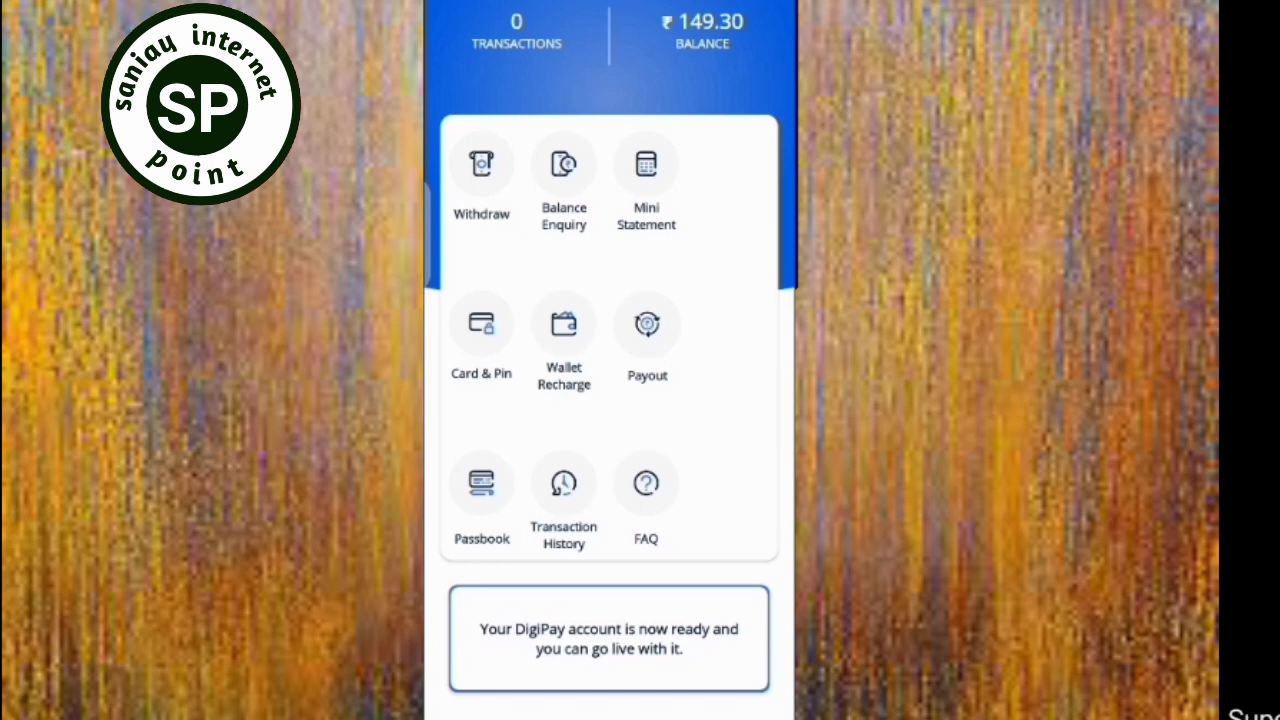 saniay internet
SP
point
0
TRANSACTIONS
₹ 149.30
BALANCE
Withdraw
Balance
Enquiry
Mini
Statement
Card & Pin
Wallet
Recharge
Payout
Passbook
Transaction
History
FAQ
Your DigiPay account is now ready and
you can go live with it.